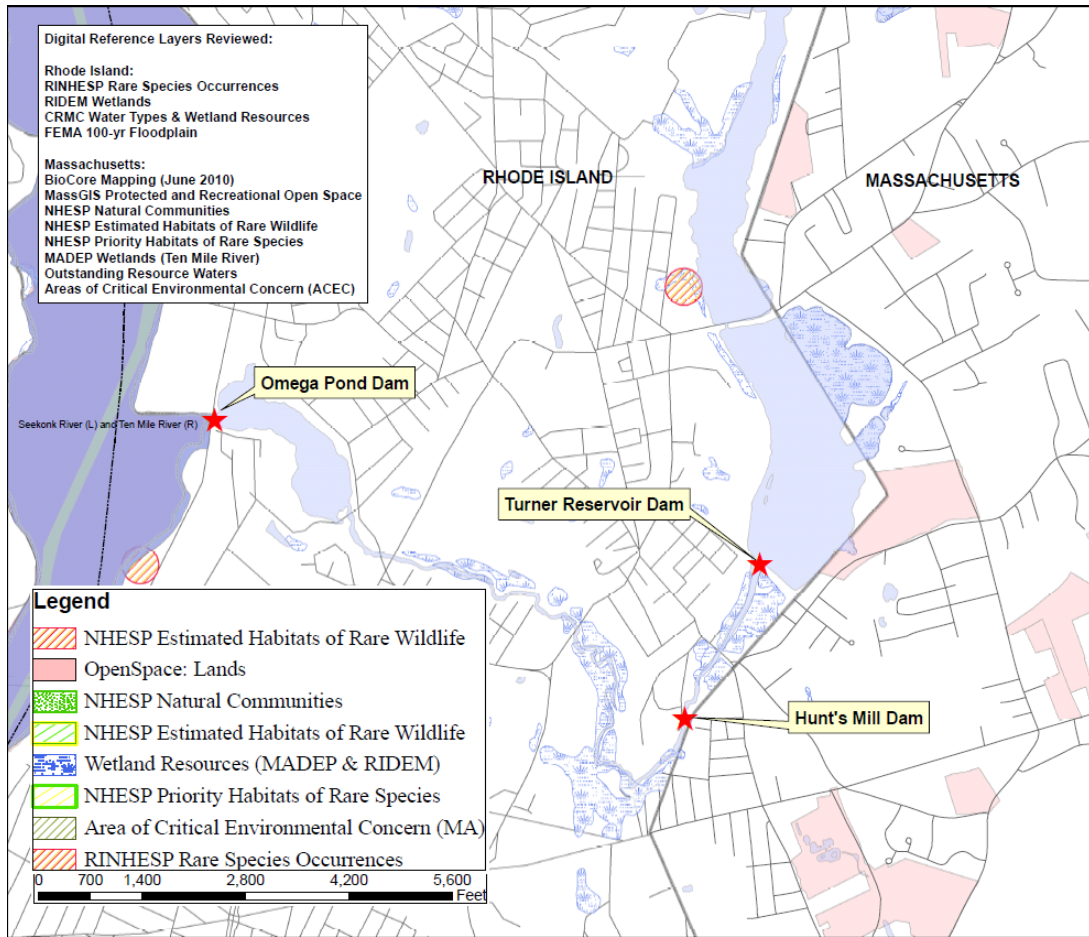 Digital Reference Layers Reviewed:
Rhode Island:
RINHESP Rare Species Occurrences
RIDEM Wetlands
CRMC Water Types & Wetland Resources
FEMA 100-yr Floodplain
Massachusetts:
BioCore Mapping (June 2010)
MassGIS Protected and Recreational Open Space
NHESP Natural Communities
NHESP Estimated Habitats of Rare Wildlife
NHESP Priority Habitats of Rare Species
MADEP Wetlands (Ten Mile River)
Outstanding Resource Waters
Areas of Critical Environmental Concern (ACEC)
RHODE ISLAND
MASSACHUSETTS
Omega Pond Dam
Seekonk River (L) and Ten Mile River (R)
Turner Reservoir Dam
Hunt's Mill Dam
Legend
NHESP Estimated Habitats of Rare Wildlife
OpenSpace: Lands
NHESP Natural Communities
NHESP Estimated Habitats of Rare Wildlife
Wetland Resources (MADEP & RIDEM)
NHESP Priority Habitats of Rare Species
Area of Critical Environmental Concern (MA)
RINHESP Rare Species Occurrences
0 700 1,400 2,800 4,200 5,600
Feet